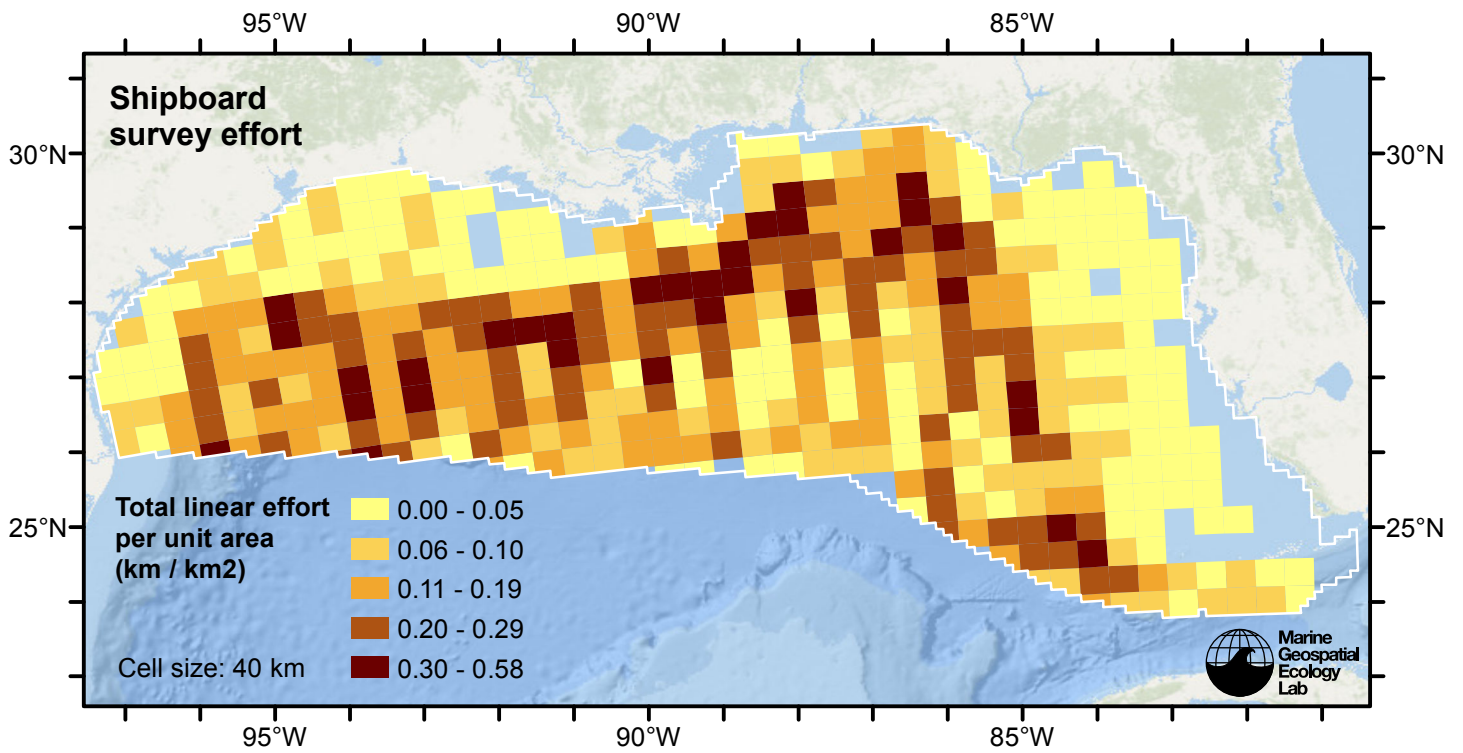 95°W 90°W 85°W
Shipboard
survey effort
30°N 30°N
25°N 25°N
Total linear effort
per unit area
(km / km2)
0.00 - 0.05
0.06 - 0.10
0.11 - 0.19
0.20 - 0.29
0.30 - 0.58
Cell size: 40 km
Marine
Geospatial
Ecology
Lab
95°W 90°W 85°W